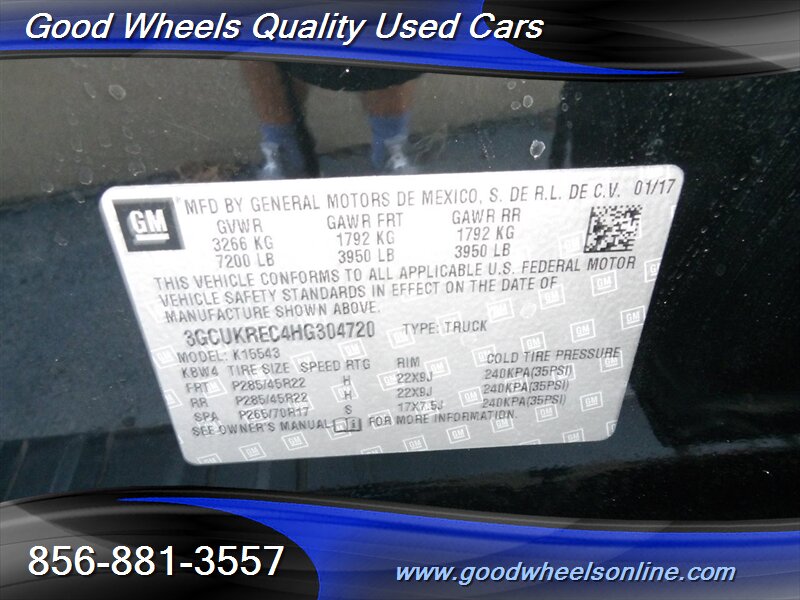 Good Wheels Quality Used Cars
GM MFD BY GENERAL MOTORS DE MEXICO, S. DE R.L. DE C.V. 01/17
GVWR GAWR FRT GAWR RR
3266 KG 1792 KG 1792 KG
7200 LB 3950 LB 3950 LB
THIS VEHICLE CONFORMS TO ALL APPLICABLE U.S. FEDERAL MOTOR
VEHICLE SAFETY STANDARDS IN EFFECT ON THE DATE OF
MANUFACTURE SHOWN ABOVE.
3GCUKREC4HG304720 TYPE: TRUCK
MODEL: K15543
KBW4 TIRE SIZE SPEED RTG RIM COLD TIRE PRESSURE
FRT P285/45R22 H 22X9J 240KPA(35PSI)
RR P285/45R22 H 22X9J 240KPA(35PSI)
SPA P265/70R17 S 17X7.5J 240KPA(35PSI)
SEE OWNER'S MANUAL FOR MORE INFORMATION.
856-881-3557
www.goodwheelsonline.com